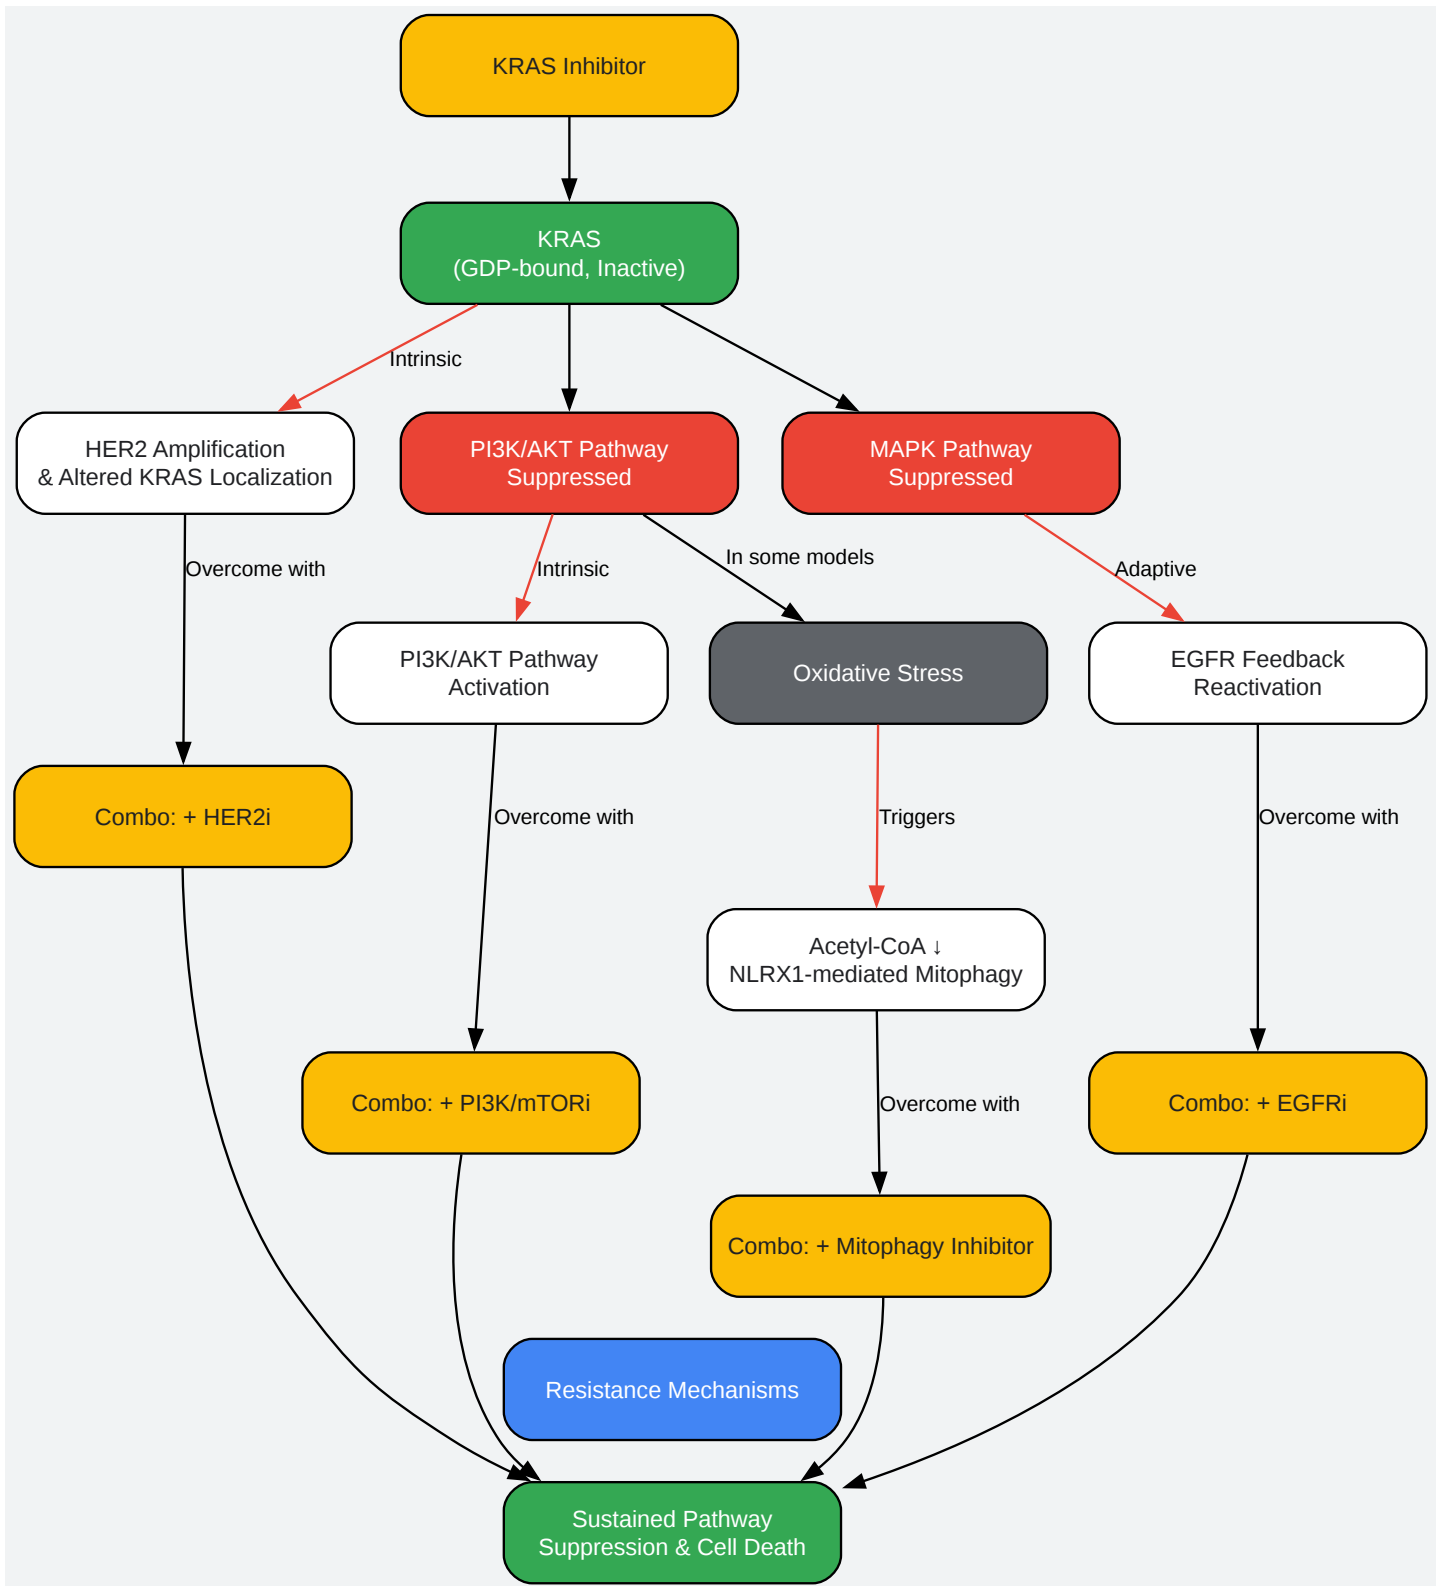 KRAS Inhibitor
KRAS
(GDP-bound, Inactive)
Intrinsic
HER2 Amplification
& Altered KRAS Localization
PI3K/AKT Pathway
Suppressed
MAPK Pathway
Suppressed
Overcome with
Intrinsic
In some models
Adaptive
PI3K/AKT Pathway
Activation
Oxidative Stress
EGFR Feedback
Reactivation
Combo: + HER2i
Overcome with
Triggers
Overcome with
Acetyl-CoA ↓
NLRX1-mediated Mitophagy
Combo: + PI3K/mTORi
Overcome with
Combo: + EGFRi
Combo: + Mitophagy Inhibitor
Resistance Mechanisms
Sustained Pathway
Suppression & Cell Death